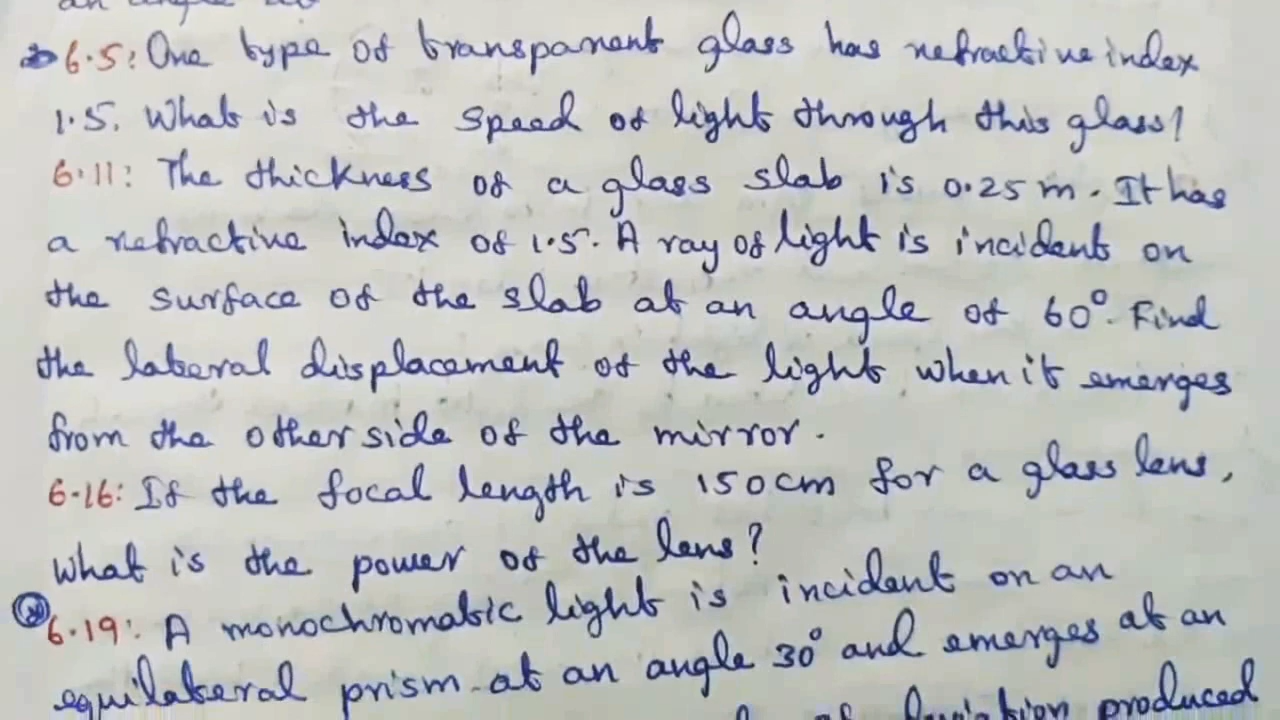 an angle
6.5: One type of transparent glass has refractive index
1.5. What is the speed of light through this glass?
6.11: The thickness of a glass slab is 0.25 m. It has
a refractive index of 1.5. A ray of light is incident on
the surface of the slab at an angle of 60°. Find
the lateral displacement of the light when it emerges
from the other side of the mirror.
6.16: If the focal length is 150cm for a glass lens,
what is the power of the lens?
6.19: A monochromatic light is incident on an
equilateral prism at an angle 30° and emerges at an
of deviation produced